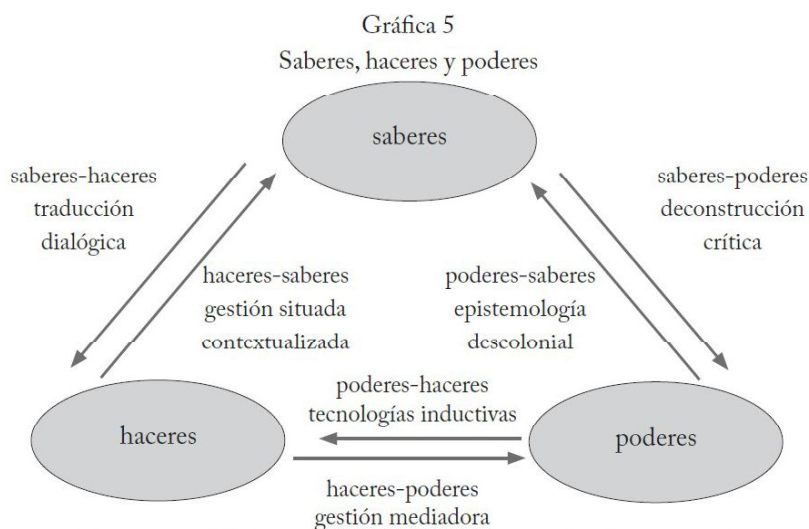 Gráfica 5
Saberes, haceres y poderes
saberes
saberes-haceres
traducción
dialógica
saberes-poderes
deconstrucción
crítica
haceres-saberes
gestión situada
contextualizada
poderes-saberes
epistemología
descolonial
poderes-haceres
tecnologías inductivas
haceres
poderes
haceres-poderes
gestión mediadora